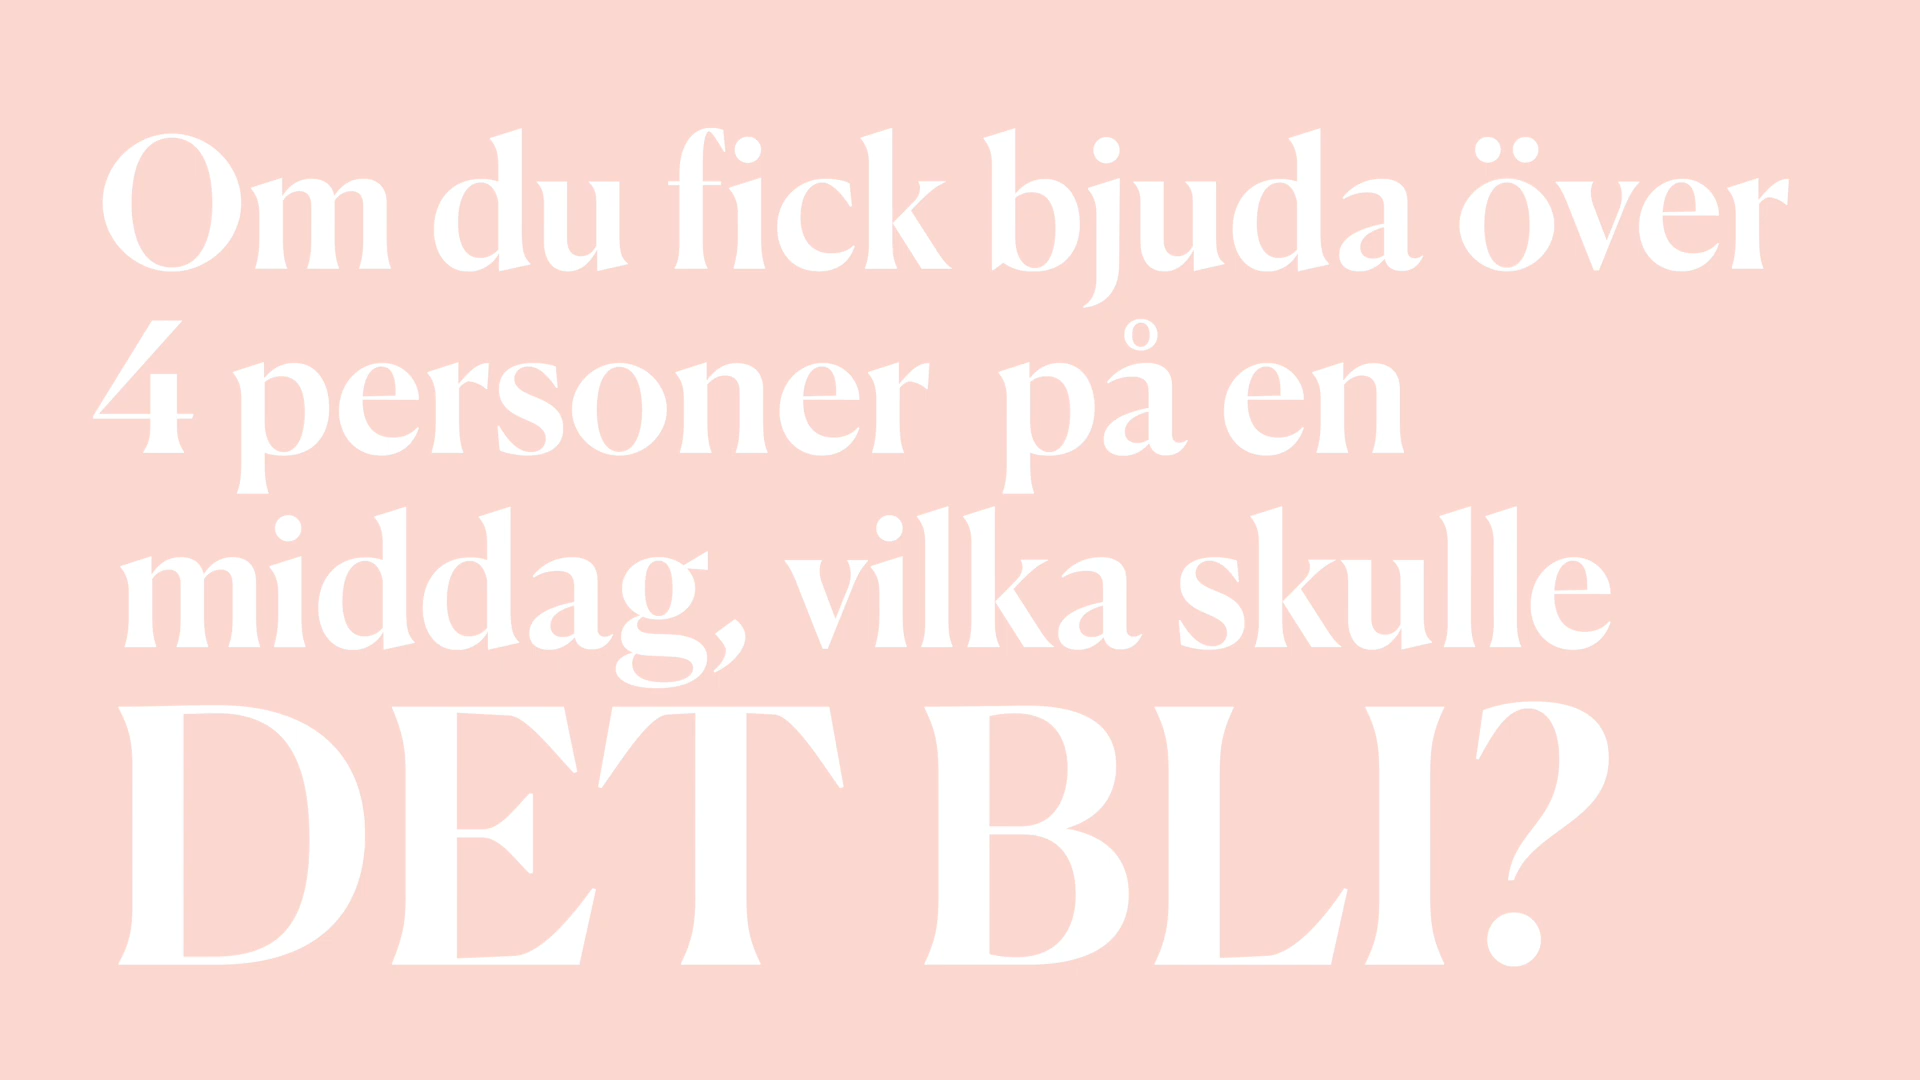 Om du fick bjuda över
4 personer på en
middag, vilka skulle
DET BLI?